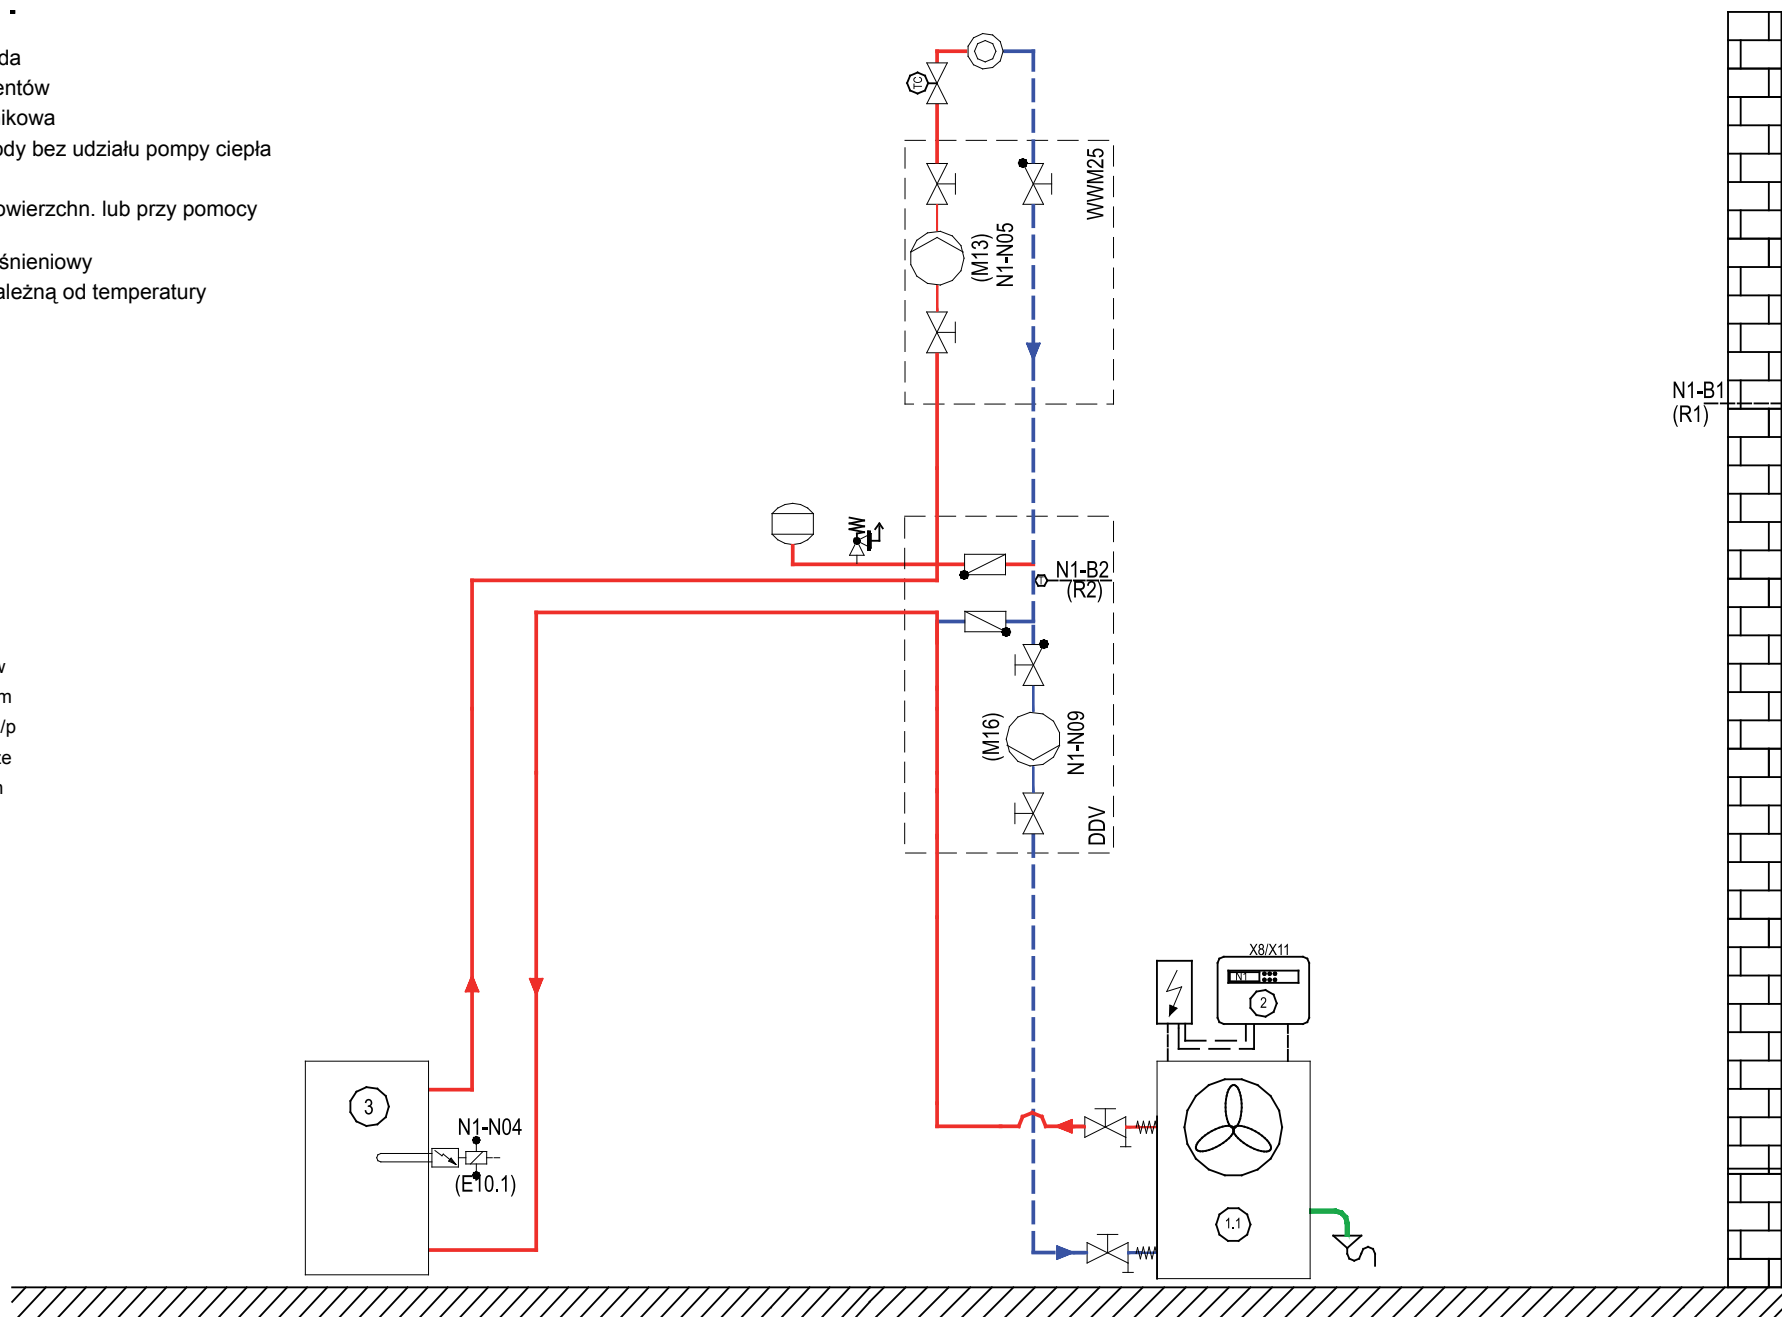 da
entów
ikowa
ody bez udziału pompy ciepła
owierzchn. lub przy pomocy
śnieniowy
ależną od temperatury
w
m
/p
że
n
TC
WWM25
(M13)
N1-N05
N1-B1
(R1)
N1-B2
(R2)
T
(M16)
N1-N09
DDV
X8/X11
N1
2
3
N1-N04
(E10.1)
1.1